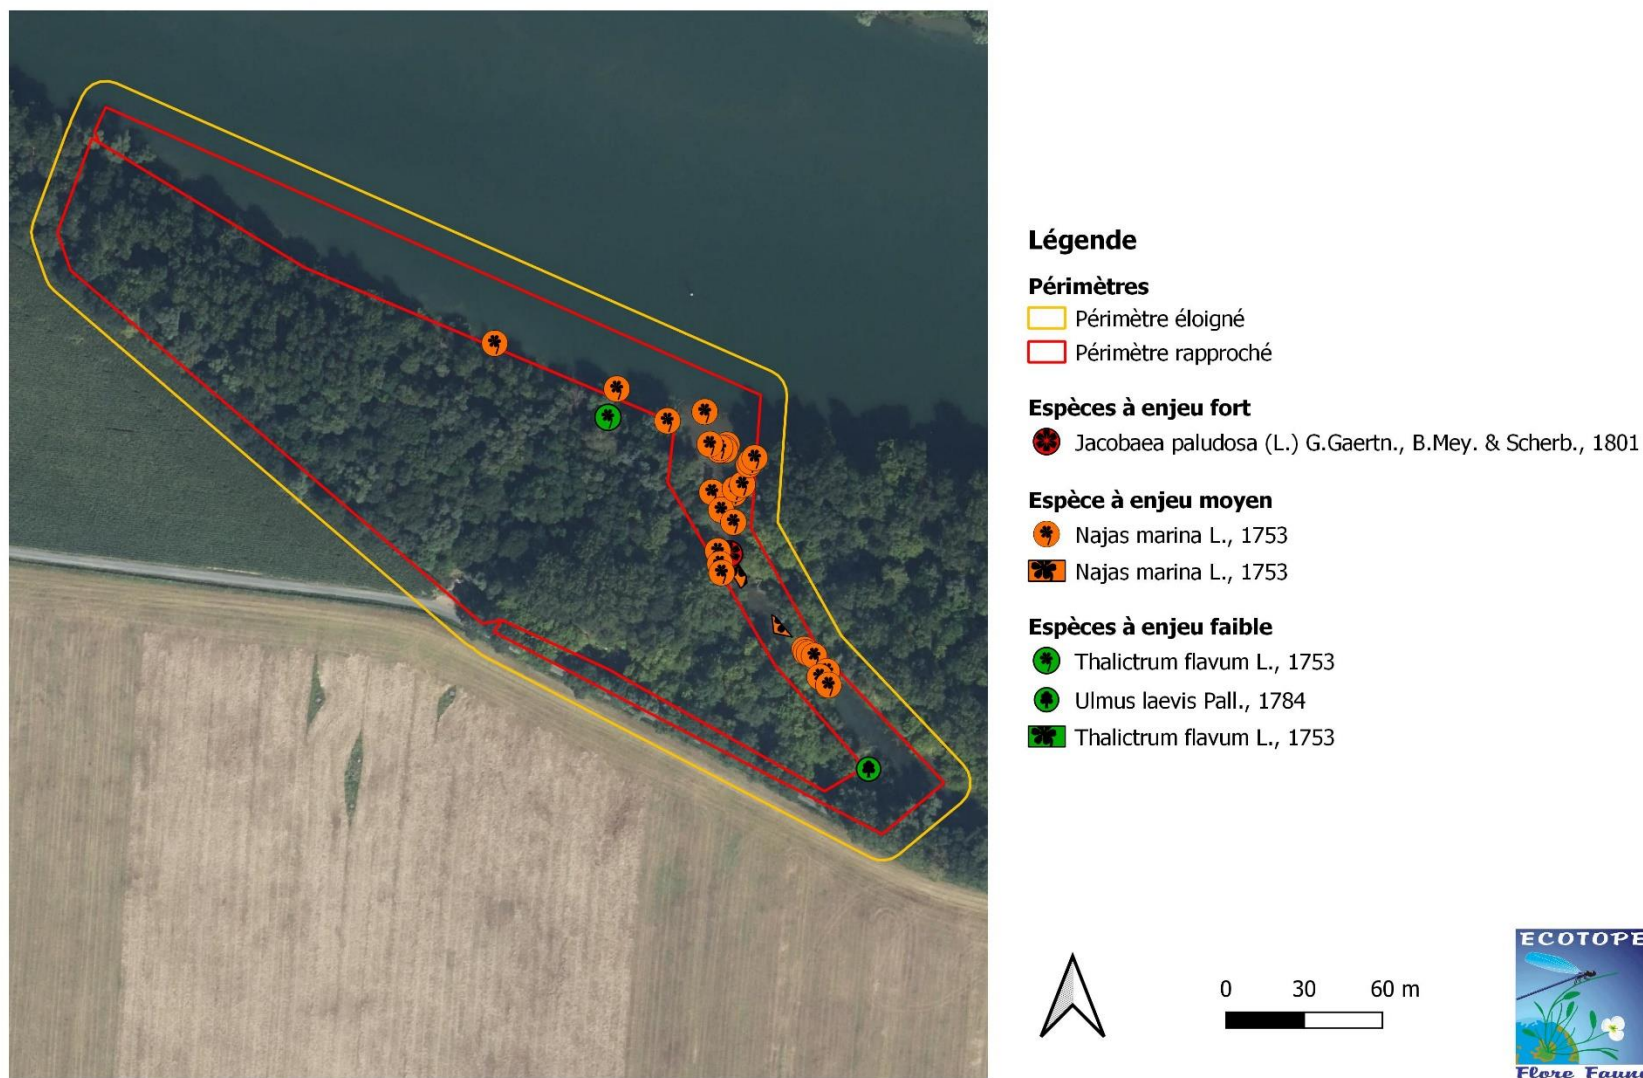 Légende
Périmètres
Périmètre éloigné
Périmètre rapproché
Espèces à enjeu fort
Jacobaea paludosa (L.) G.Gaertn., B.Mey. & Scherb., 1801
Espèce à enjeu moyen
Najas marina L., 1753
Najas marina L., 1753
Espèces à enjeu faible
Thalictrum flavum L., 1753
Ulmus laevis Pall., 1784
Thalictrum flavum L., 1753
0 30 60 m
ECOTOPE
Flore Faune